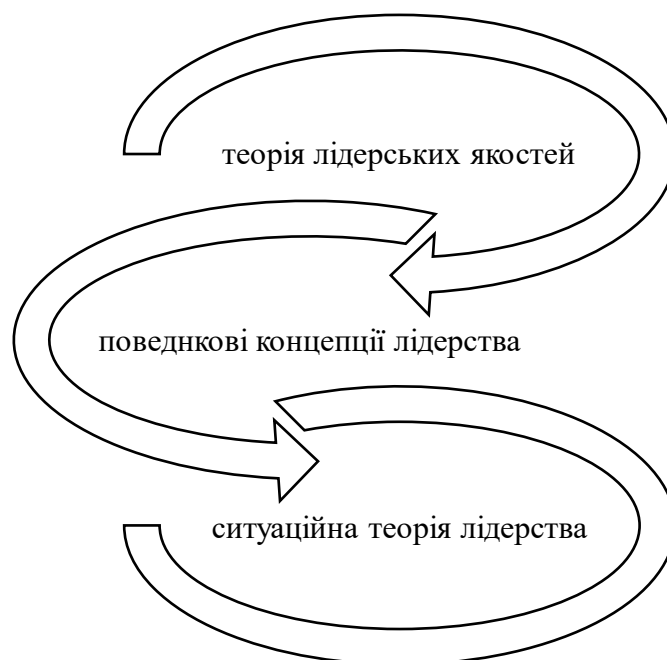 теорія лідерських якостей
поведнкові концепції лідерства
ситуаційна теорія лідерства